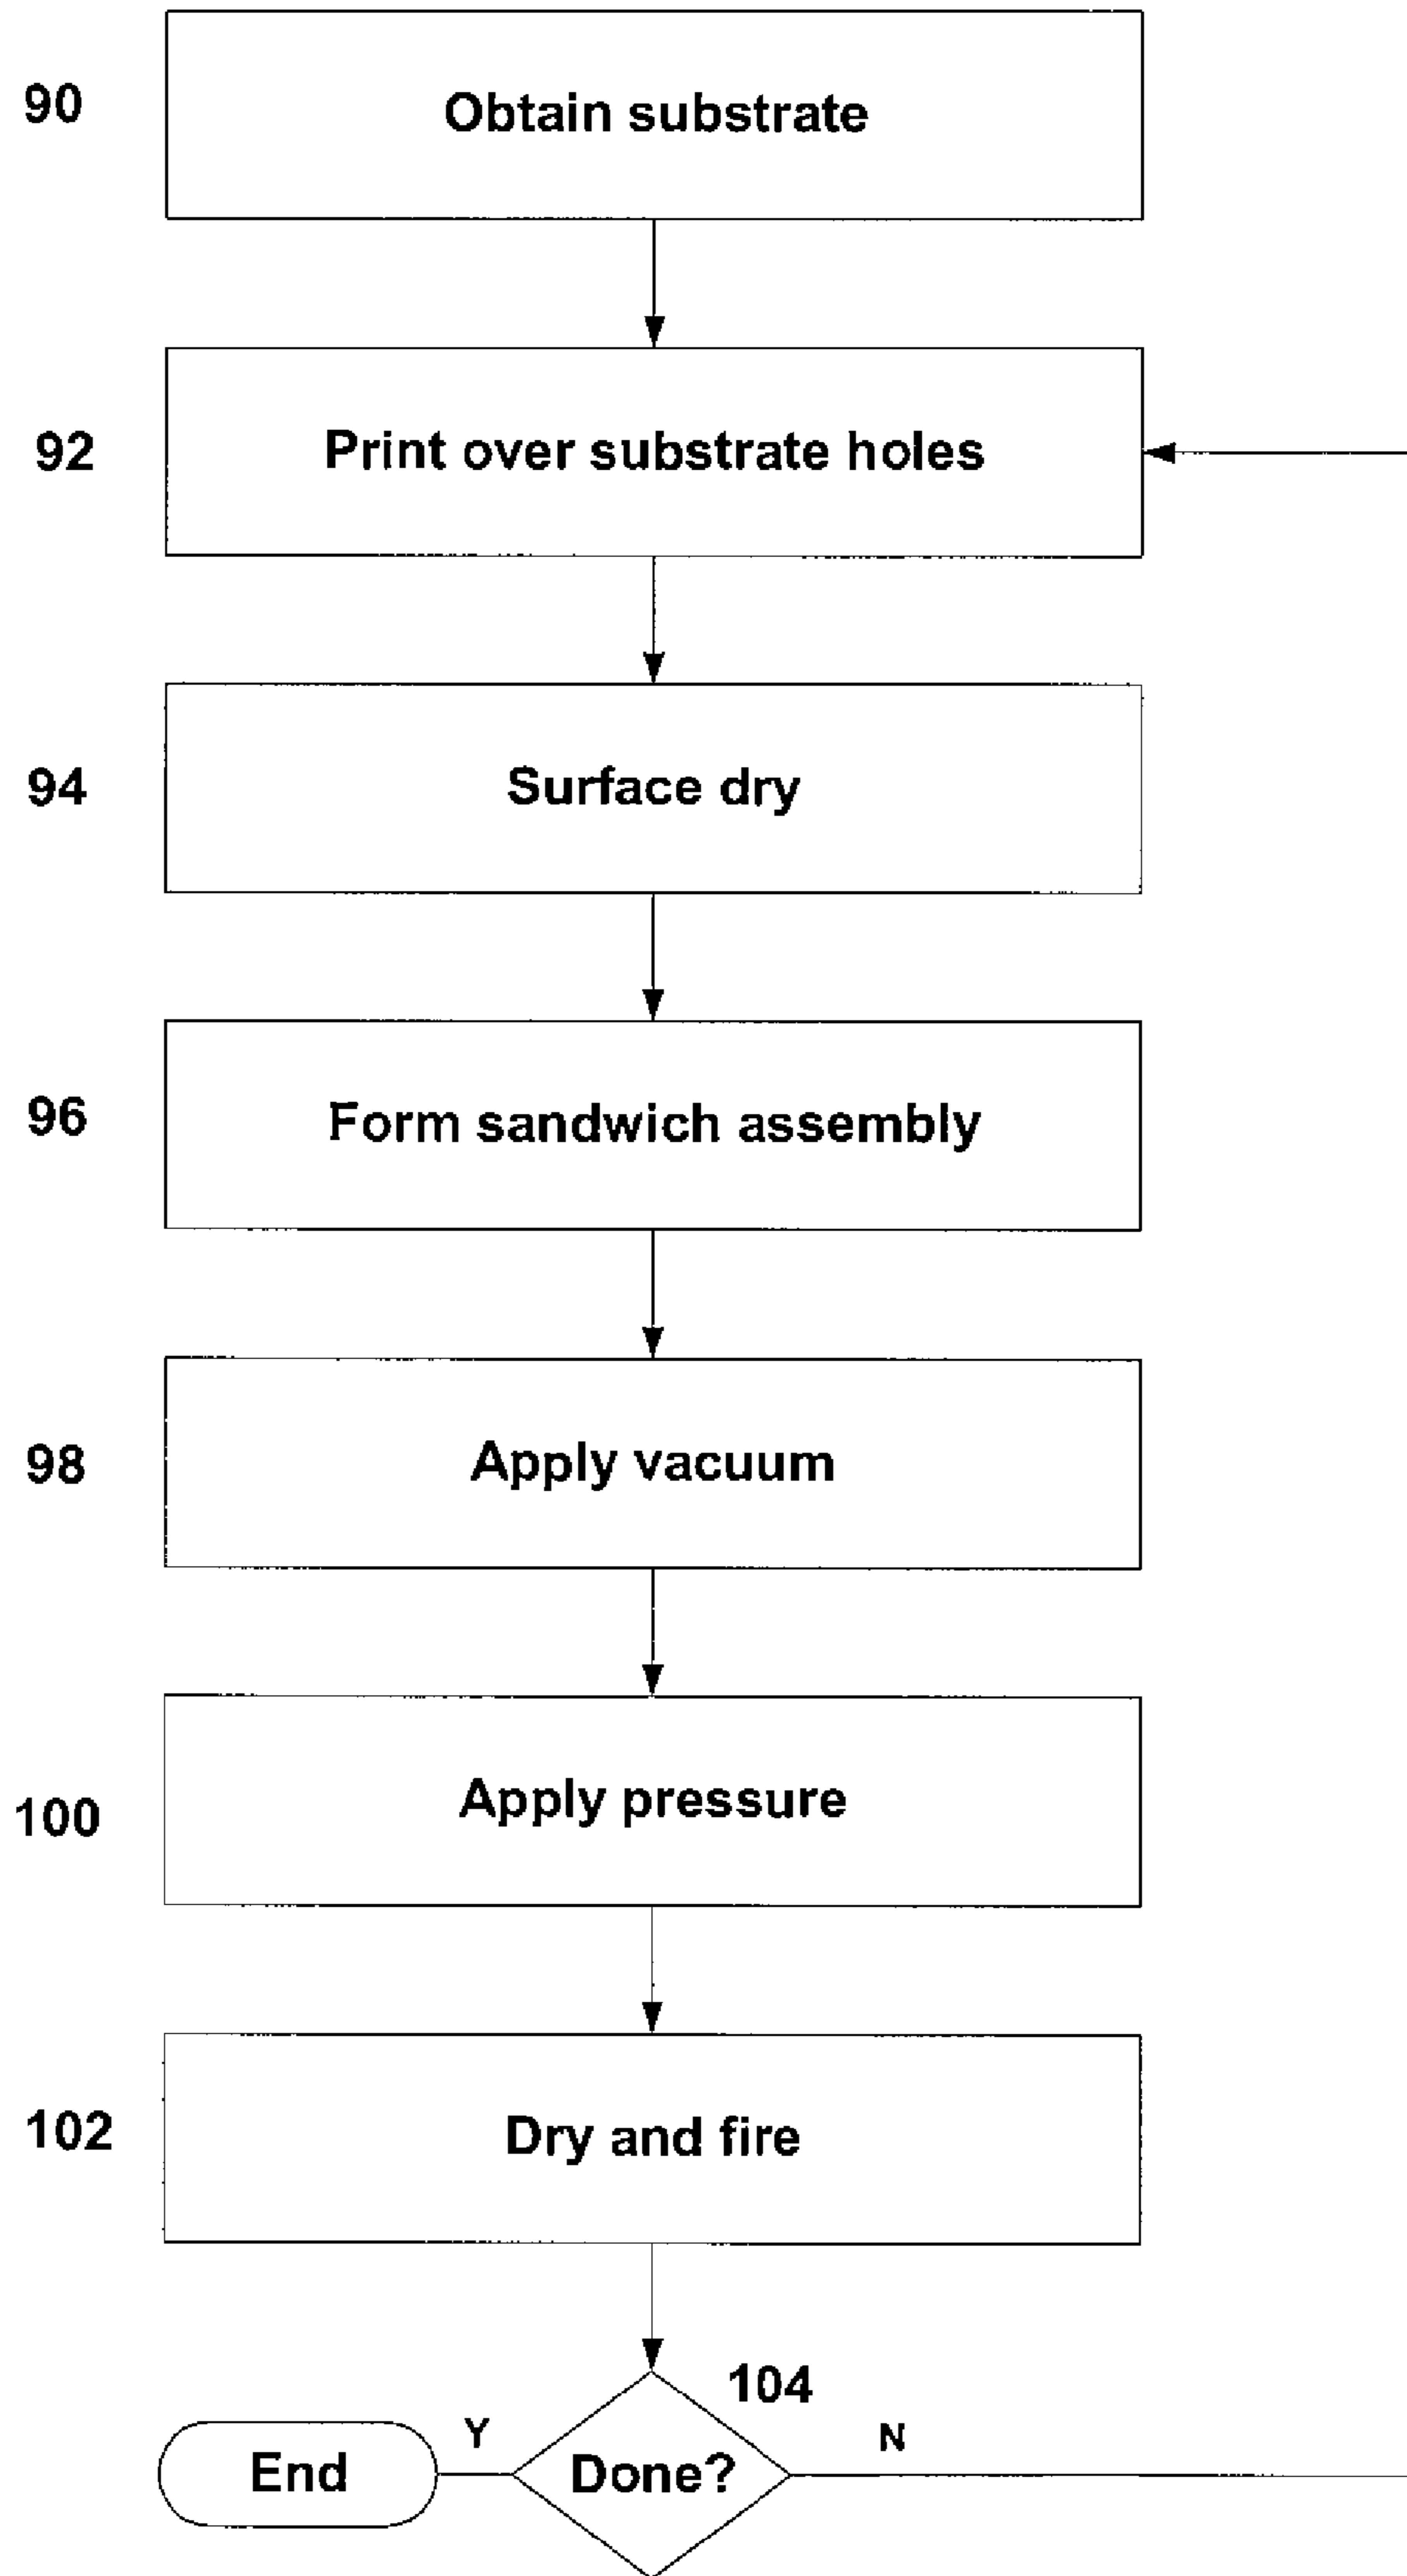 90
Obtain substrate
92
Print over substrate holes
94
Surface dry
96
Form sandwich assembly
98
Apply vacuum
100
Apply pressure
102
Dry and fire
104
End
Y
Done?
N